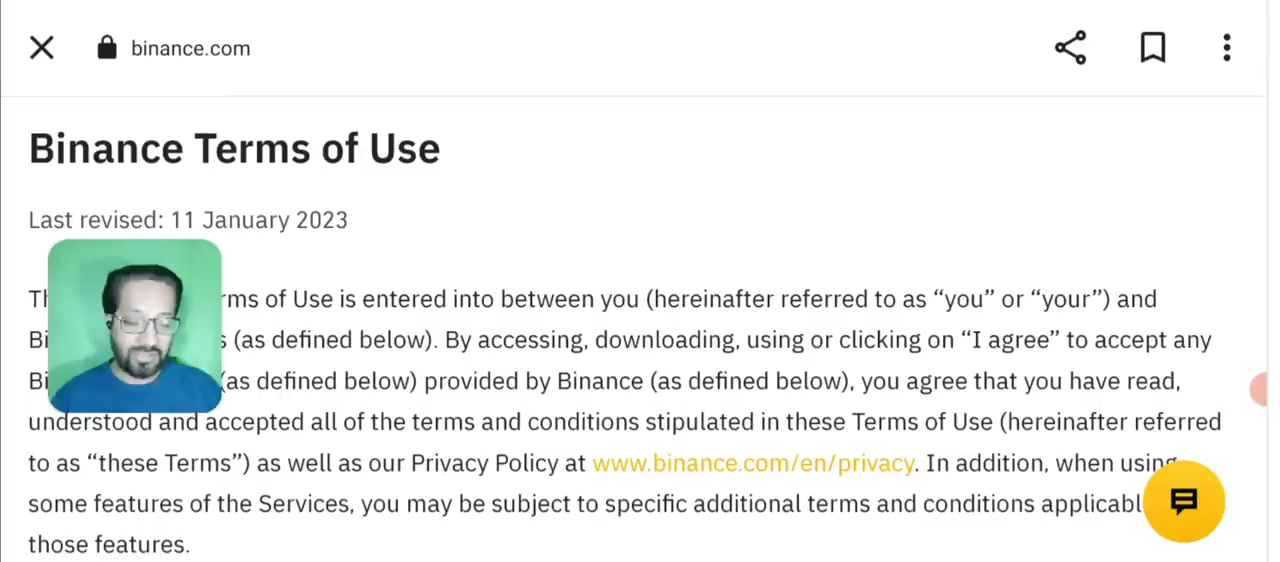 binance.com
Binance Terms of Use
Last revised: 11 January 2023
of Use is entered into between you (hereinafter referred to as “you” or “your”) and
(as defined below). By accessing, downloading, using or clicking on “I agree” to accept any
(as defined below) provided by Binance (as defined below), you agree that you have read,
understood and accepted all of the terms and conditions stipulated in these Terms of Use (hereinafter referred
to as “these Terms”) as well as our Privacy Policy at www.binance.com/en/privacy. In addition, when using
some features of the Services, you may be subject to specific additional terms and conditions
those features.